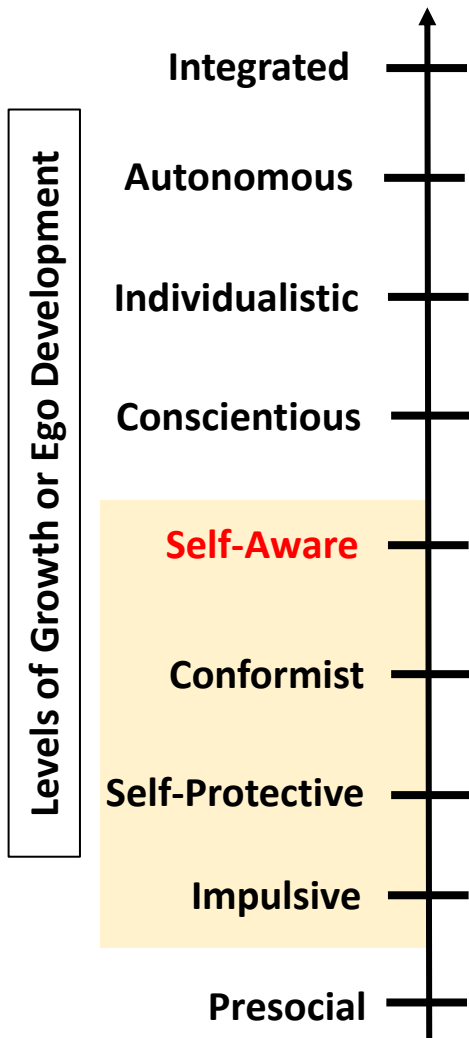 Levels of Growth or Ego Development
Integrated
Autonomous
Individualistic
Conscientious
Self-Aware
Conformist
Self-Protective
Impulsive
Presocial